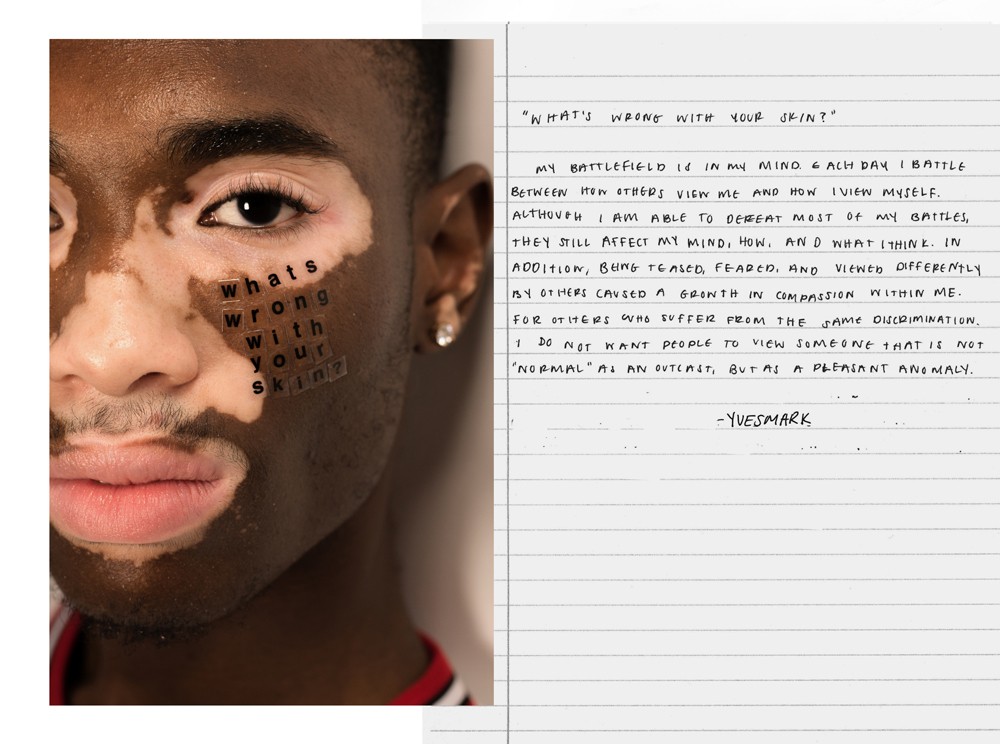 whats
wrong
with
your
skin?
"WHAT'S WRONG WITH YOUR SKIN?"
MY BATTLEFIELD IS IN MY MIND. EACH DAY I BATTLE
BETWEEN HOW OTHERS VIEW ME AND HOW I VIEW MYSELF.
ALTHOUGH I AM ABLE TO DEFEAT MOST OF MY BATTLES,
THEY STILL AFFECT MY MIND, HOW, AND WHAT I THINK. IN
ADDITION, BEING TEASED, FEARED, AND VIEWED DIFFERENTLY
BY OTHERS CAUSED A GROWTH IN COMPASSION WITHIN ME.
FOR OTHERS WHO SUFFER FROM THE SAME DISCRIMINATION.
I DO NOT WANT PEOPLE TO VIEW SOMEONE THAT IS NOT
"NORMAL" AS AN OUTCAST, BUT AS A PLEASANT ANOMALY.
-YVESMARK